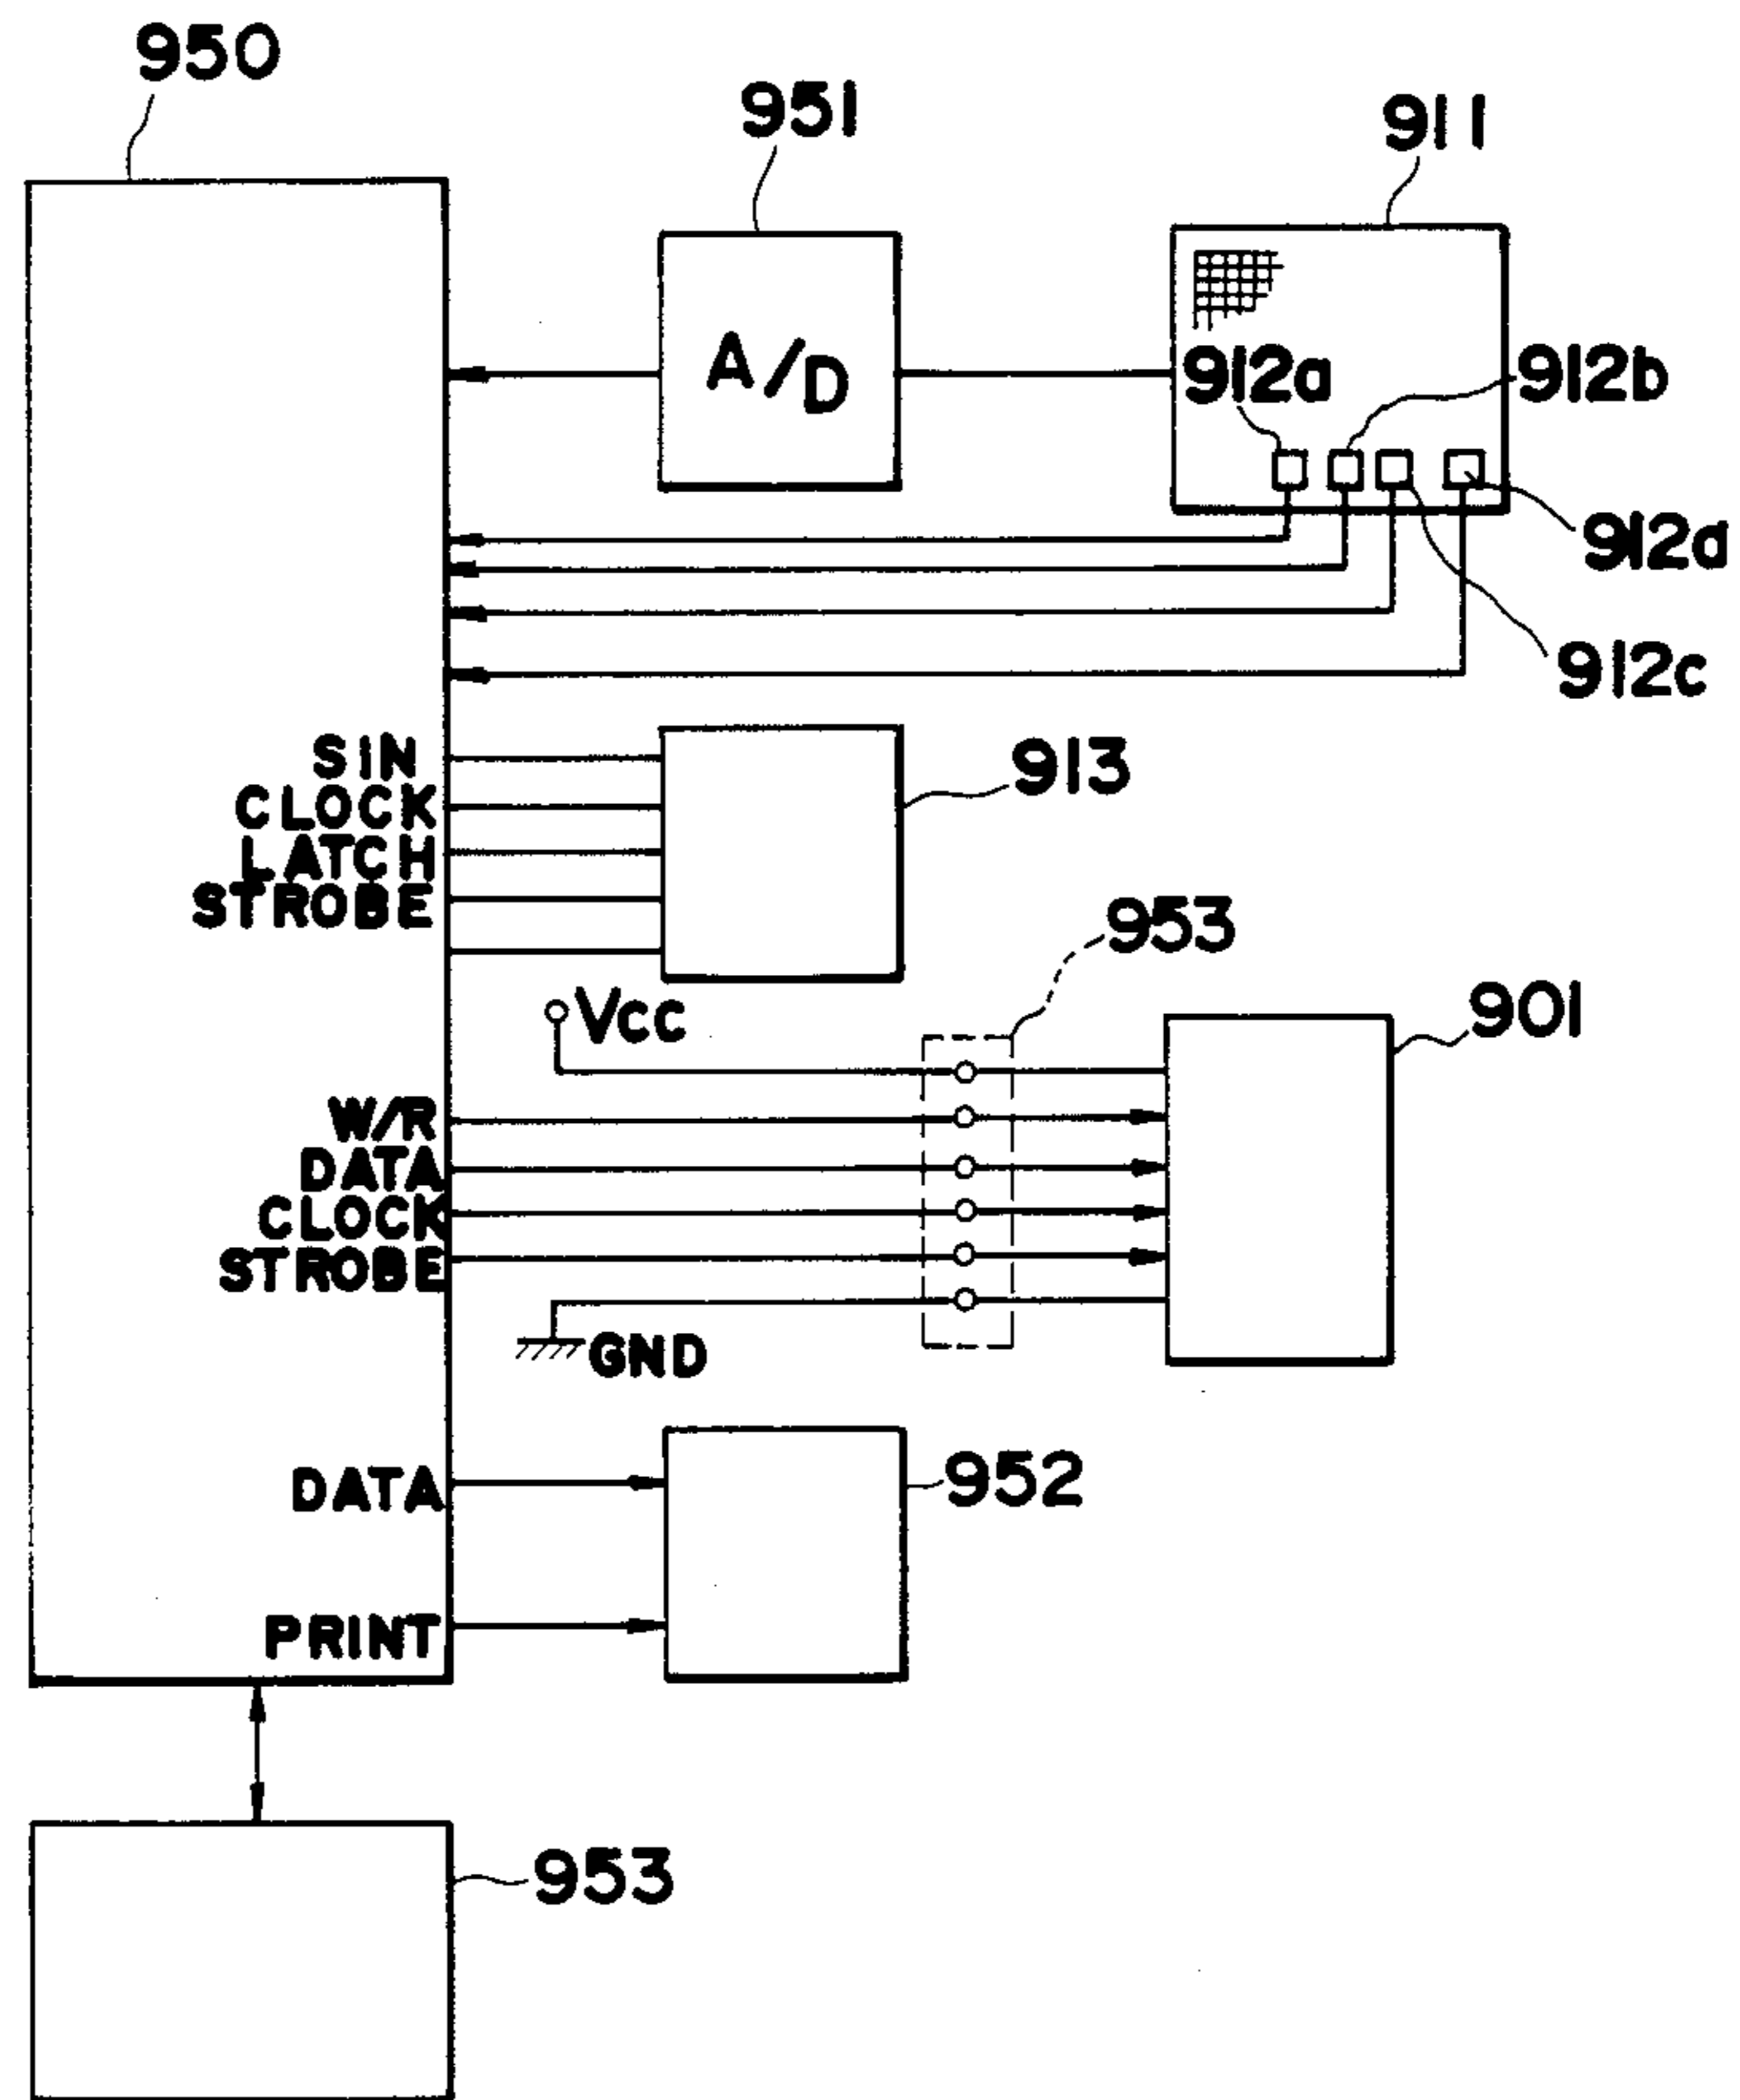 950
951
911
A/D
912a
912b
912d
912c
SIN
CLOCK
LATCH
STROBE
913
953
VCC
901
W/R
DATA
CLOCK
STROBE
GND
DATA
952
PRINT
953